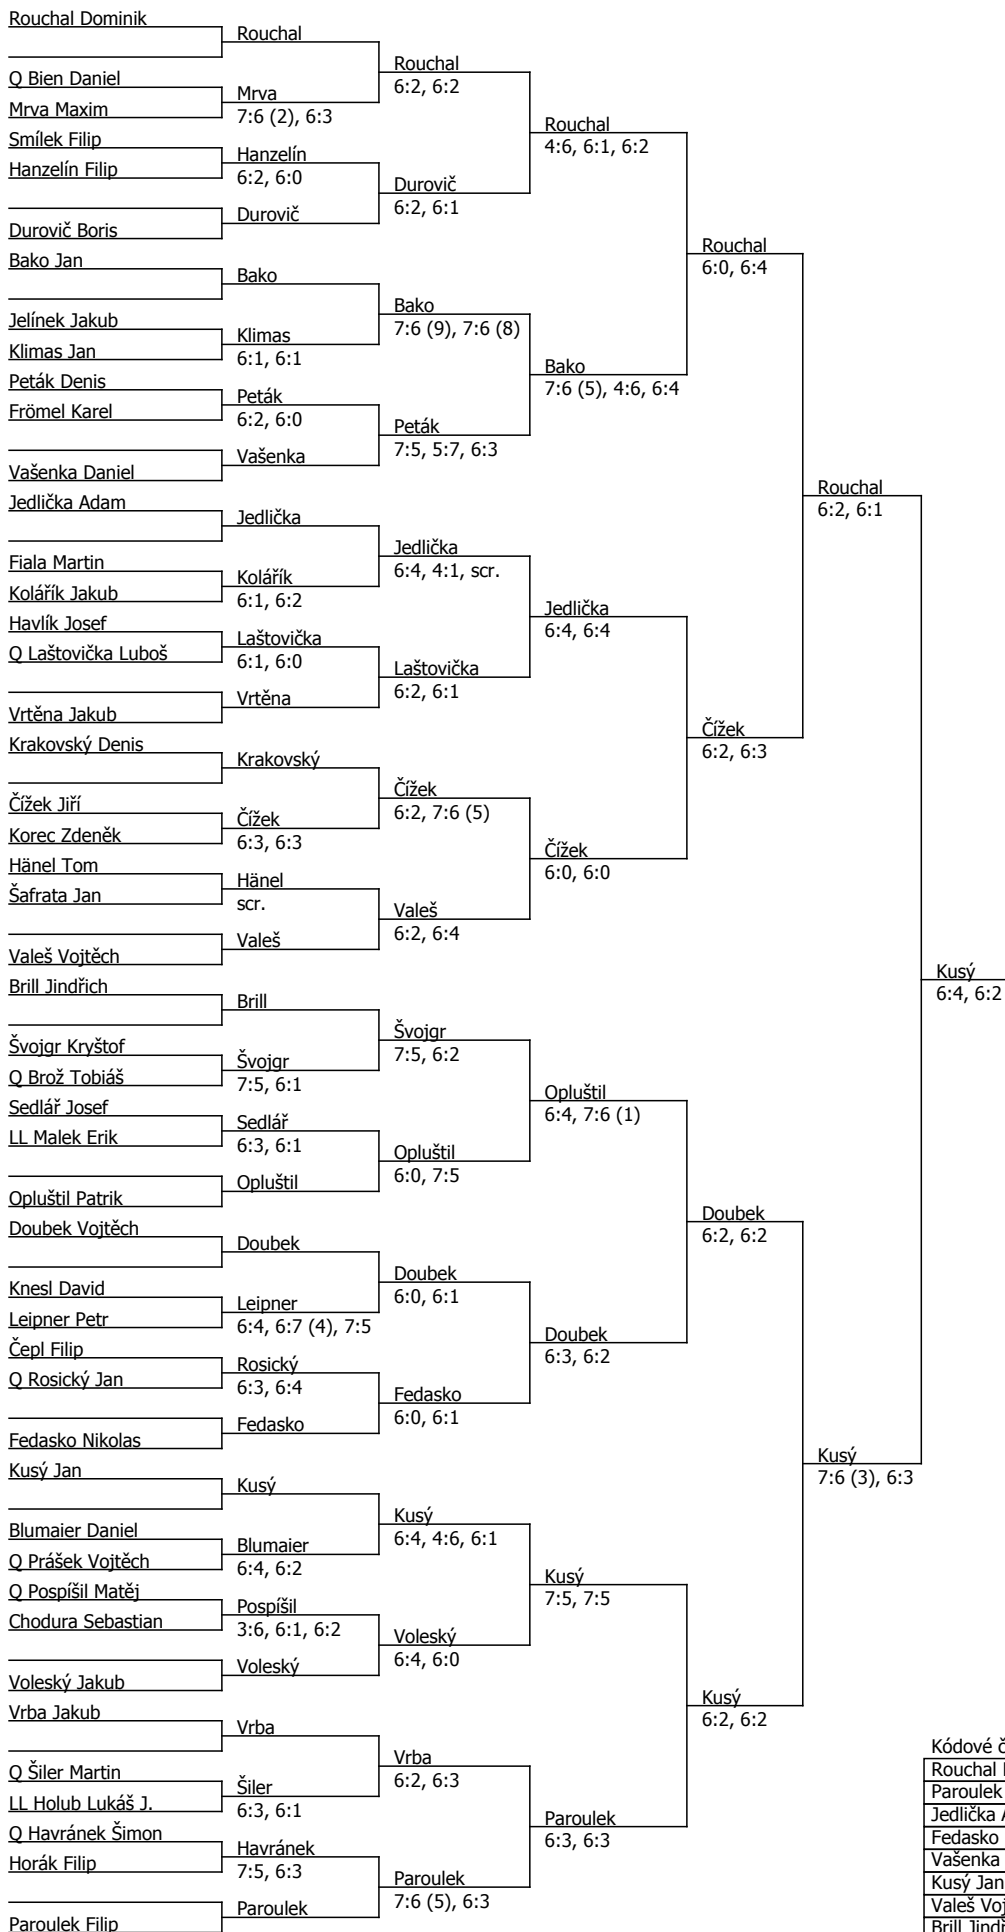 Rouchal Dominik
Q Bien Daniel
Mrva Maxim
Smílek Filip
Hanzelín Filip
Durovič Boris
Bako Jan
Jelínek Jakub
Klimas Jan
Peták Denis
Frömel Karel
Vašenka Daniel
Jedlička Adam
Fiala Martin
Kolářík Jakub
Havlík Josef
Q Laštovička Luboš
Vrtěna Jakub
Krakovský Denis
Čížek Jiří
Korec Zdeněk
Hänel Tom
Šafrata Jan
Valeš Vojtěch
Brill Jindřich
Švojgr Kryštof
Q Brož Tobiáš
Sedlář Josef
LL Malek Erik
Opluštil Patrik
Doubek Vojtěch
Knesl David
Leipner Petr
Čepl Filip
Q Rosický Jan
Fedasko Nikolas
Kusý Jan
Blumaier Daniel
Q Prášek Vojtěch
Q Pospíšil Matěj
Chodura Sebastian
Voleský Jakub
Vrba Jakub
Q Šiler Martin
LL Holub Lukáš J.
Q Havránek Šimon
Horák Filip
Paroulek Filip
Rouchal
Mrva
7:6 (2), 6:3
Hanzelín
6:2, 6:0
Durovič
Bako
Klimas
6:1, 6:1
Peták
6:2, 6:0
Vašenka
Jedlička
Kolářík
6:1, 6:2
Laštovička
6:1, 6:0
Vrtěna
Krakovský
Čížek
6:3, 6:3
Hänel
scr.
Valeš
Brill
Švojgr
7:5, 6:1
Sedlář
6:3, 6:1
Opluštil
Doubek
Leipner
6:4, 6:7 (4), 7:5
Rosický
6:3, 6:4
Fedasko
Kusý
Blumaier
6:4, 6:2
Pospíšil
3:6, 6:1, 6:2
Voleský
Vrba
Šiler
6:3, 6:1
Havránek
7:5, 6:3
Paroulek
Rouchal
6:2, 6:2
Durovič
6:2, 6:1
Bako
7:6 (9), 7:6 (8)
Peták
7:5, 5:7, 6:3
Jedlička
6:4, 4:1, scr.
Laštovička
6:2, 6:1
Čížek
6:2, 7:6 (5)
Valeš
6:2, 6:4
Švojgr
7:5, 6:2
Opluštil
6:0, 7:5
Doubek
6:0, 6:1
Fedasko
6:0, 6:1
Kusý
6:4, 4:6, 6:1
Voleský
6:4, 6:0
Vrba
6:2, 6:3
Paroulek
7:6 (5), 6:3
Rouchal
4:6, 6:1, 6:2
Bako
7:6 (5), 4:6, 6:4
Jedlička
6:4, 6:4
Čížek
6:0, 6:0
Opluštil
6:4, 7:6 (1)
Doubek
6:3, 6:2
Kusý
7:5, 7:5
Paroulek
6:3, 6:3
Rouchal
6:0, 6:4
Čížek
6:2, 6:3
Doubek
6:2, 6:2
Kusý
6:2, 6:2
Rouchal
6:2, 6:1
Kusý
7:6 (3), 6:3
Kusý
6:4, 6:2
Kódové č
Rouchal
Paroulek
Jedlička
Fedasko
Vašenka
Kusý Jan
Valeš Voj
Brill Jindř